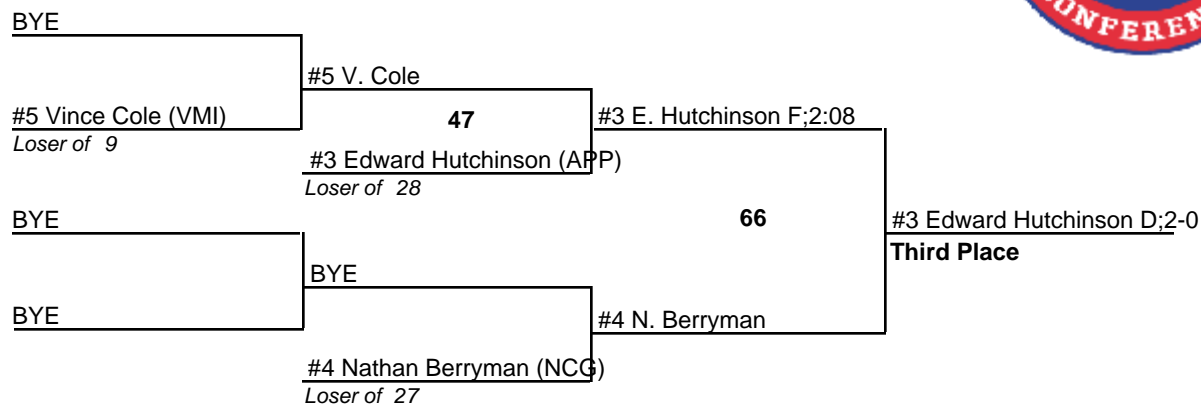 BYE
#5 V. Cole
#5 Vince Cole (VMI)
Loser of 9
47
#3 E. Hutchinson F;2:08
#3 Edward Hutchinson (APP)
Loser of 28
BYE
66
#3 Edward Hutchinson D;2-0
Third Place
BYE
BYE
#4 N. Berryman
#4 Nathan Berryman (NCG)
Loser of 27